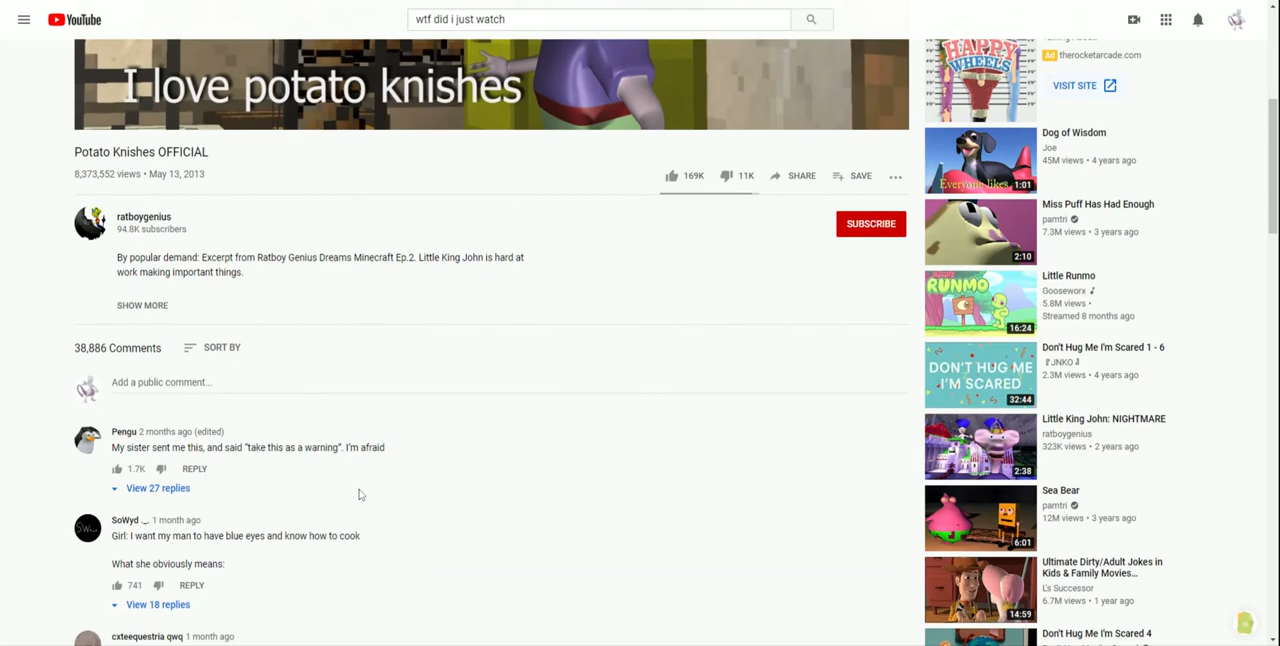 YouTube
wtf did i just watch
I love potato knishes
Potato Knishes OFFICIAL
8,373,552 views • May 13, 2013
169K
11K
SHARE
SAVE
ratboygenius
94.8K subscribers
SUBSCRIBE
By popular demand: Excerpt from Ratboy Genius Dreams Minecraft Ep.2. Little King John is hard at
work making important things.
SHOW MORE
38,886 Comments
SORT BY
Add a public comment...
Pengu 2 months ago (edited)
My sister sent me this, and said "take this as a warning". I'm afraid
1.7K
REPLY
View 27 replies
SoWyd ._. 1 month ago
Girl: I want my man to have blue eyes and know how to cook
What she obviously means:
741
REPLY
View 18 replies
cxteequestria qwq 1 month ago
HAPPY
WHEELS
Ad therocketarcade.com
VISIT SITE
Everyone likes
1:01
Dog of Wisdom
Joe
45M views • 4 years ago
2:10
Miss Puff Has Had Enough
pamtri
7.3M views • 3 years ago
LITTLE
RUNMO
16:24
Little Runmo
Gooseworx
5.8M views •
Streamed 8 months ago
DON'T HUG ME
I'M SCARED
32:44
Don't Hug Me I'm Scared 1 - 6
JNKO
2.3M views • 4 years ago
2:38
Little King John: NIGHTMARE
ratboygenius
323K views • 2 years ago
6:01
Sea Bear
pamtri
12M views • 3 years ago
14:59
Ultimate Dirty/Adult Jokes in
Kids & Family Movies...
L's Successor
6.7M views • 1 year ago
Don't Hug Me I'm Scared 4